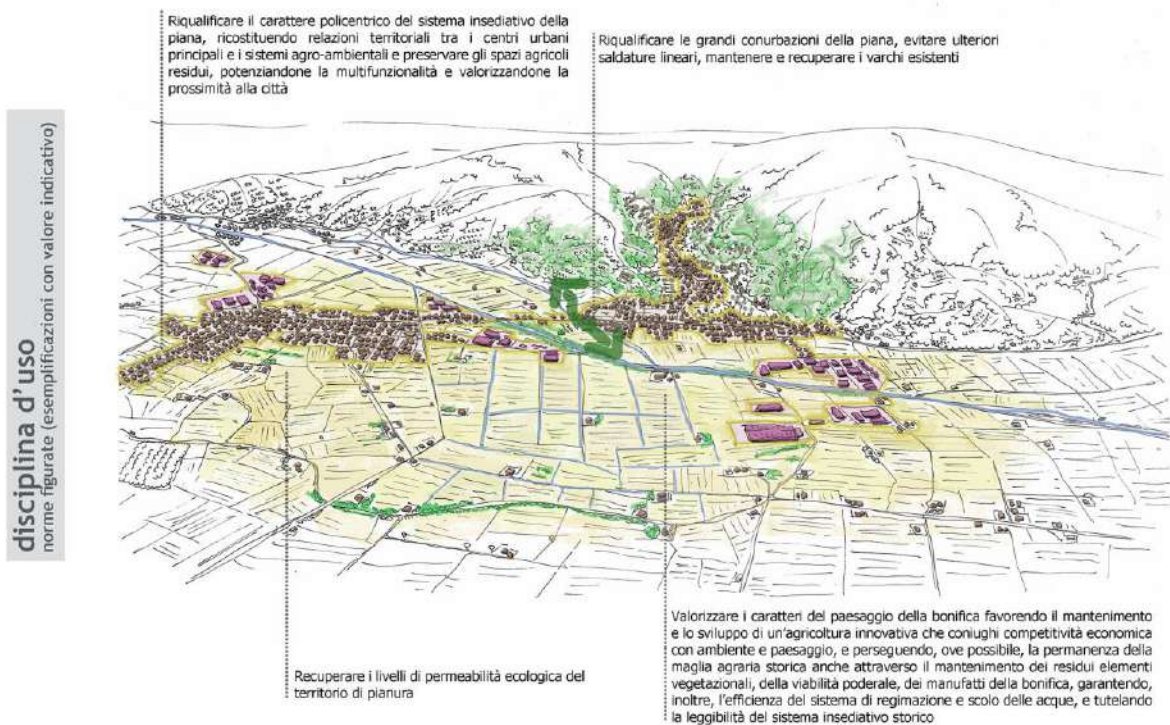 Riqualificare il carattere policentrico del sistema insediativo della
piana, ricostituendo relazioni territoriali tra i centri urbani
principali e i sistemi agro-ambientali e preservare gli spazi agricoli
residui, potenziandone la multifunzionalità e valorizzandone la
prossimità alla città
Riqualificare le grandi conurbazioni della piana, evitare ulteriori
saldature lineari, mantenere e recuperare i varchi esistenti
disciplina d'uso
norme figurate (esemplificazioni con valore indicativo)
Recuperare i livelli di permeabilità ecologica del
territorio di pianura
Valorizzare i caratteri del paesaggio della bonifica favorendo il mantenimento
e lo sviluppo di un'agricoltura innovativa che coniughi competitività economica
con ambiente e paesaggio, e perseguendo, ove possibile, la permanenza della
maglia agraria storica anche attraverso il mantenimento dei residui elementi
vegetazionali, della viabilità poderale, dei manufatti della bonifica, garantendo,
inoltre, l'efficienza del sistema di regimazione e scolo delle acque, e tutelando
la leggibilità del sistema insediativo storico